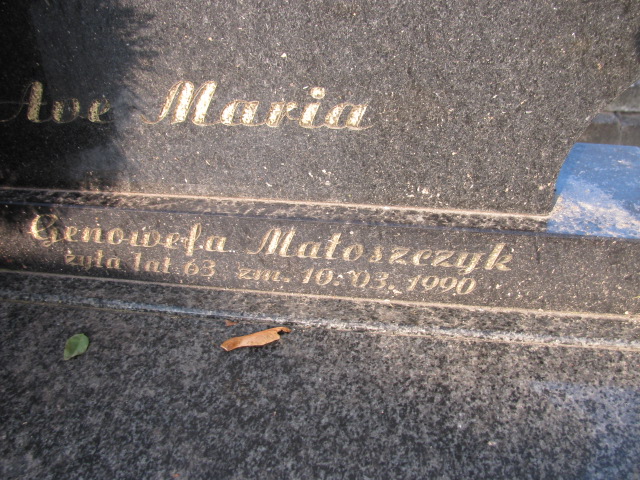 Ave Maria
Genowefa Matoszczyk
żyła lat 63 zm. 10. 03. 1990